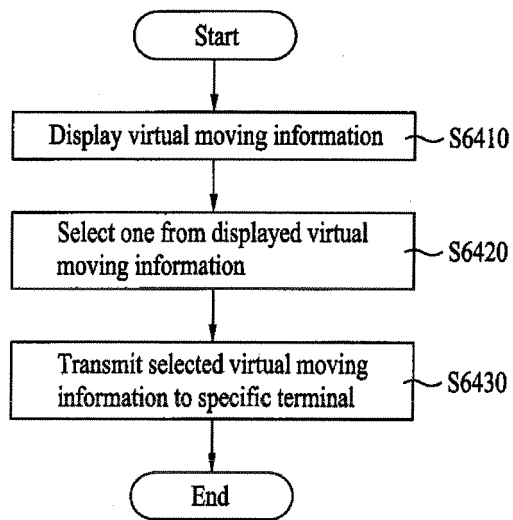 Start
Display virtual moving information
S6410
Select one from displayed virtual
moving information
S6420
Transmit selected virtual moving
information to specific terminal
S6430
End